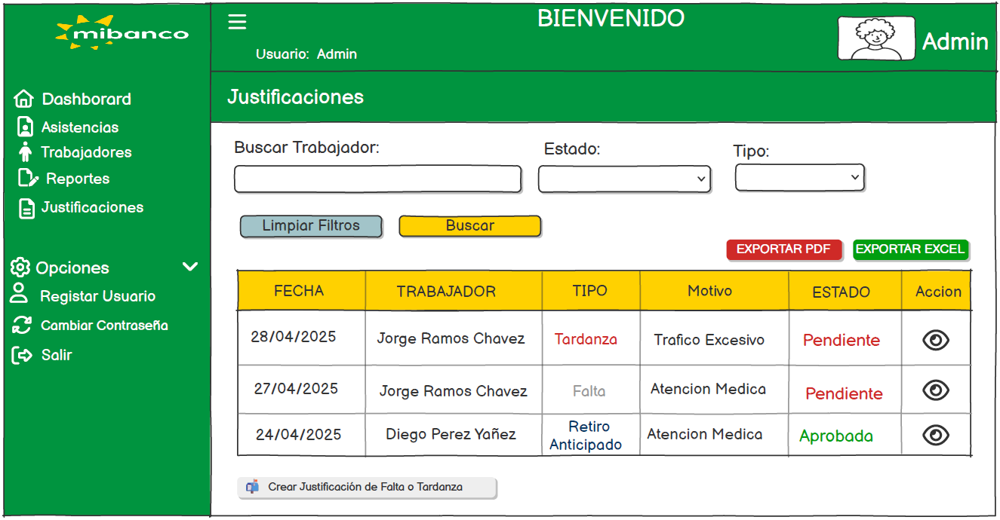 mibanco
BIENVENIDO
Usuario: Admin
Admin
Dashborard
Asistencias
Trabajadores
Reportes
Justificaciones
Opciones
Registar Usuario
Cambiar Contraseña
Salir
Justificaciones
Buscar Trabajador:
Estado:
Tipo:
Limpiar Filtros
Buscar
EXPORTAR PDF
EXPORTAR EXCEL
FECHA TRABAJADOR TIPO Motivo ESTADO Accion
28/04/2025 Jorge Ramos Chavez Tardanza Trafico Excesivo Pendiente
27/04/2025 Jorge Ramos Chavez Falta Atencion Medica Pendiente
24/04/2025 Diego Perez Yañez Retiro Anticipado Atencion Medica Aprobada
Crear Justificación de Falta o Tardanza